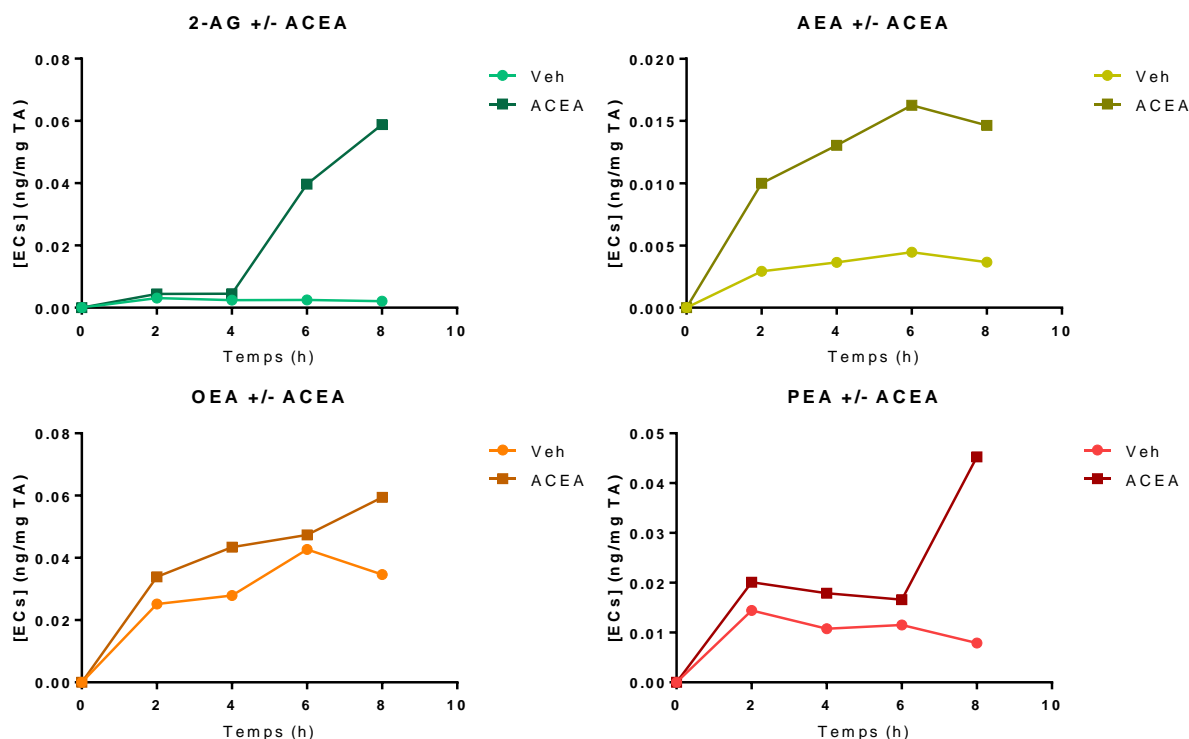 2-AG +/- ACEA
[ECs] (ng/mg TA)
0.08
0.06
0.04
0.02
0.00
0 2 4 6 8 10
Temps (h)
Veh
ACEA
AEA +/- ACEA
[ECs] (ng/mg TA)
0.020
0.015
0.010
0.005
0.000
0 2 4 6 8 10
Temps (h)
Veh
ACEA
OEA +/- ACEA
[ECs] (ng/mg TA)
0.08
0.06
0.04
0.02
0.00
0 2 4 6 8 10
Temps (h)
Veh
ACEA
PEA +/- ACEA
[ECs] (ng/mg TA)
0.05
0.04
0.03
0.02
0.01
0.00
0 2 4 6 8 10
Temps (h)
Veh
ACEA